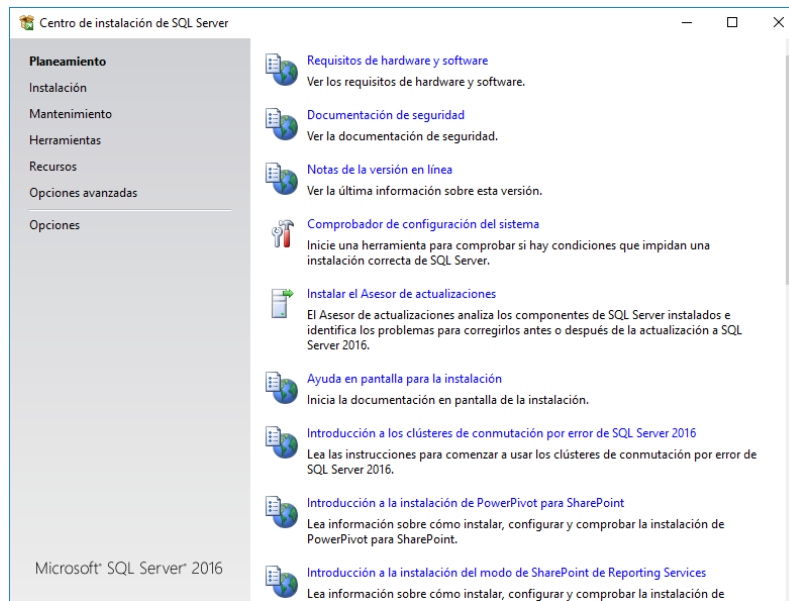 Centro de instalación de SQL Server
Planeamiento
Instalación
Mantenimiento
Herramientas
Recursos
Opciones avanzadas
Opciones
Microsoft® SQL Server® 2016
Requisitos de hardware y software
Ver los requisitos de hardware y software.
Documentación de seguridad
Ver la documentación de seguridad.
Notas de la versión en línea
Ver la última información sobre esta versión.
Comprobador de configuración del sistema
Inicie una herramienta para comprobar si hay condiciones que impidan una
instalación correcta de SQL Server.
Instalar el Asesor de actualizaciones
El Asesor de actualizaciones analiza los componentes de SQL Server instalados e
identifica los problemas para corregirlos antes o después de la actualización a SQL
Server 2016.
Ayuda en pantalla para la instalación
Inicia la documentación en pantalla de la instalación.
Introducción a los clústeres de conmutación por error de SQL Server 2016
Lea las instrucciones para comenzar a usar los clústeres de conmutación por error de
SQL Server 2016.
Introducción a la instalación de PowerPivot para SharePoint
Lea información sobre cómo instalar, configurar y comprobar la instalación de
PowerPivot para SharePoint.
Introducción a la instalación del modo de SharePoint de Reporting Services
Lea información sobre cómo instalar, configurar y comprobar la instalación de